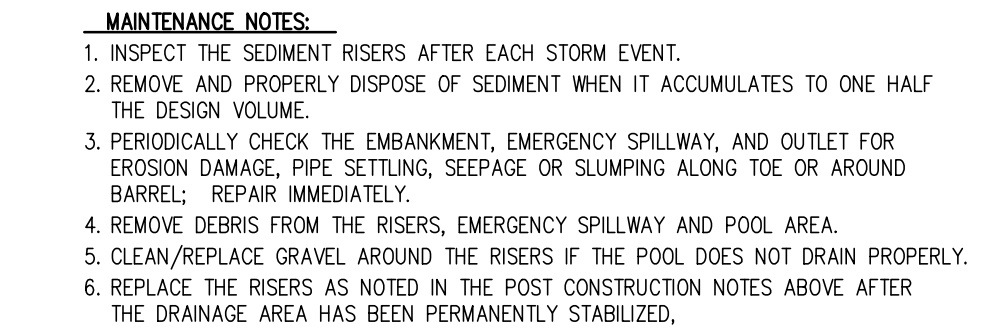 MAINTENANCE NOTES:
1. INSPECT THE SEDIMENT RISERS AFTER EACH STORM EVENT.
2. REMOVE AND PROPERLY DISPOSE OF SEDIMENT WHEN IT ACCUMULATES TO ONE HALF
THE DESIGN VOLUME.
3. PERIODICALLY CHECK THE EMBANKMENT, EMERGENCY SPILLWAY, AND OUTLET FOR
EROSION DAMAGE, PIPE SETTLING, SEEPAGE OR SLUMPING ALONG TOE OR AROUND
BARREL; REPAIR IMMEDIATELY.
4. REMOVE DEBRIS FROM THE RISERS, EMERGENCY SPILLWAY AND POOL AREA.
5. CLEAN/REPLACE GRAVEL AROUND THE RISERS IF THE POOL DOES NOT DRAIN PROPERLY.
6. REPLACE THE RISERS AS NOTED IN THE POST CONSTRUCTION NOTES ABOVE AFTER
THE DRAINAGE AREA HAS BEEN PERMANENTLY STABILIZED,